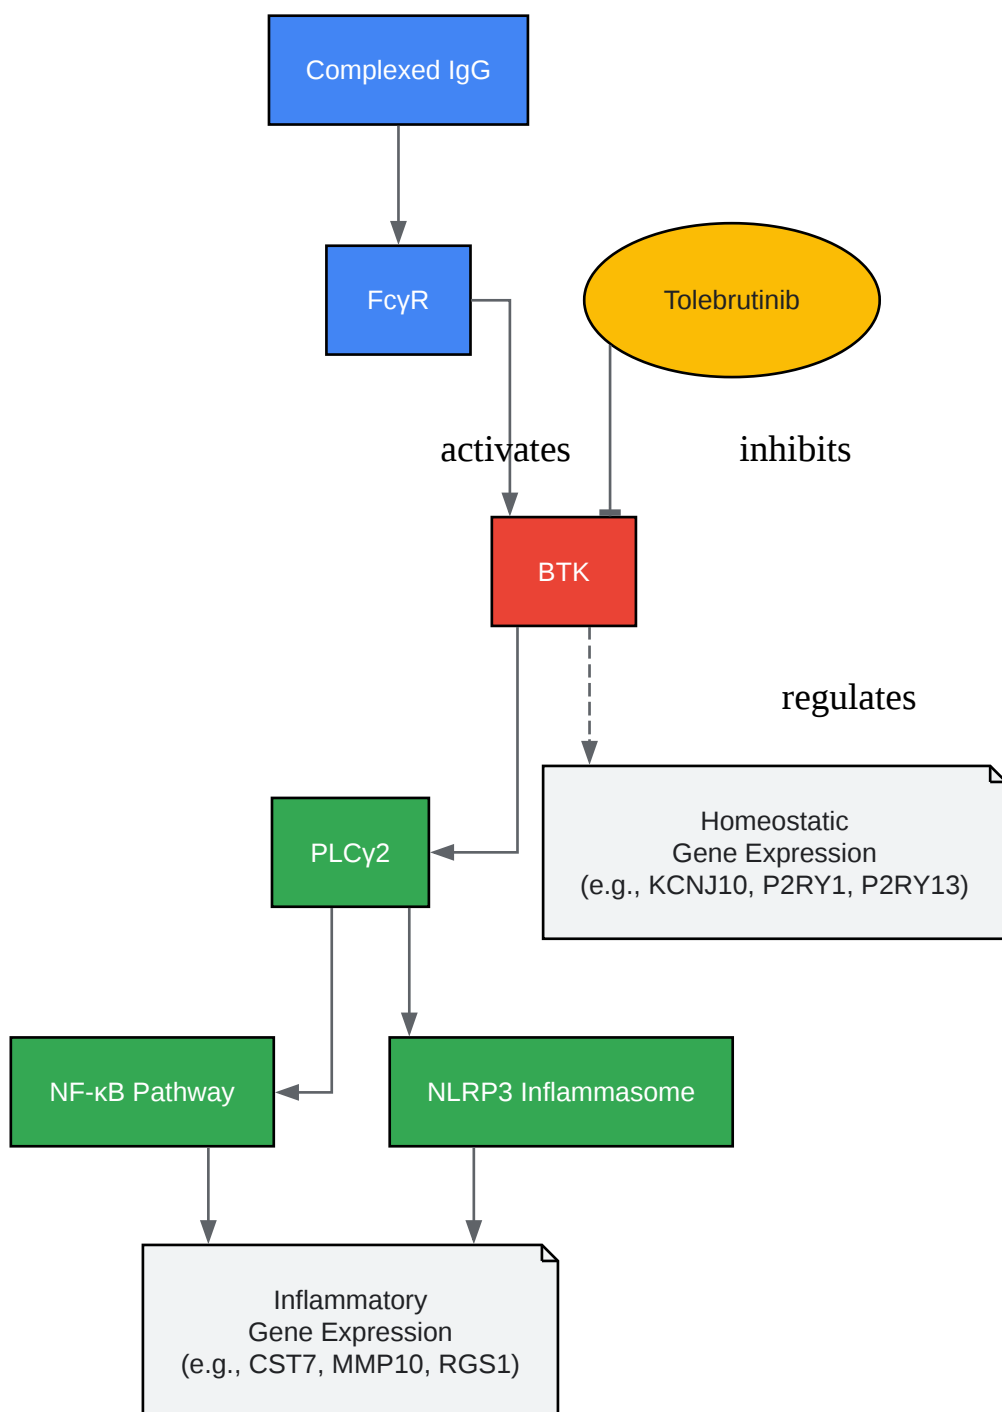 Complexed IgG
FcγR
Tolebrutinib
activates
inhibits
BTK
regulates
Homeostatic
Gene Expression
(e.g., KCNJ10, P2RY1, P2RY13)
PLCγ2
NF-κB Pathway
NLRP3 Inflammasome
Inflammatory
Gene Expression
(e.g., CST7, MMP10, RGS1)